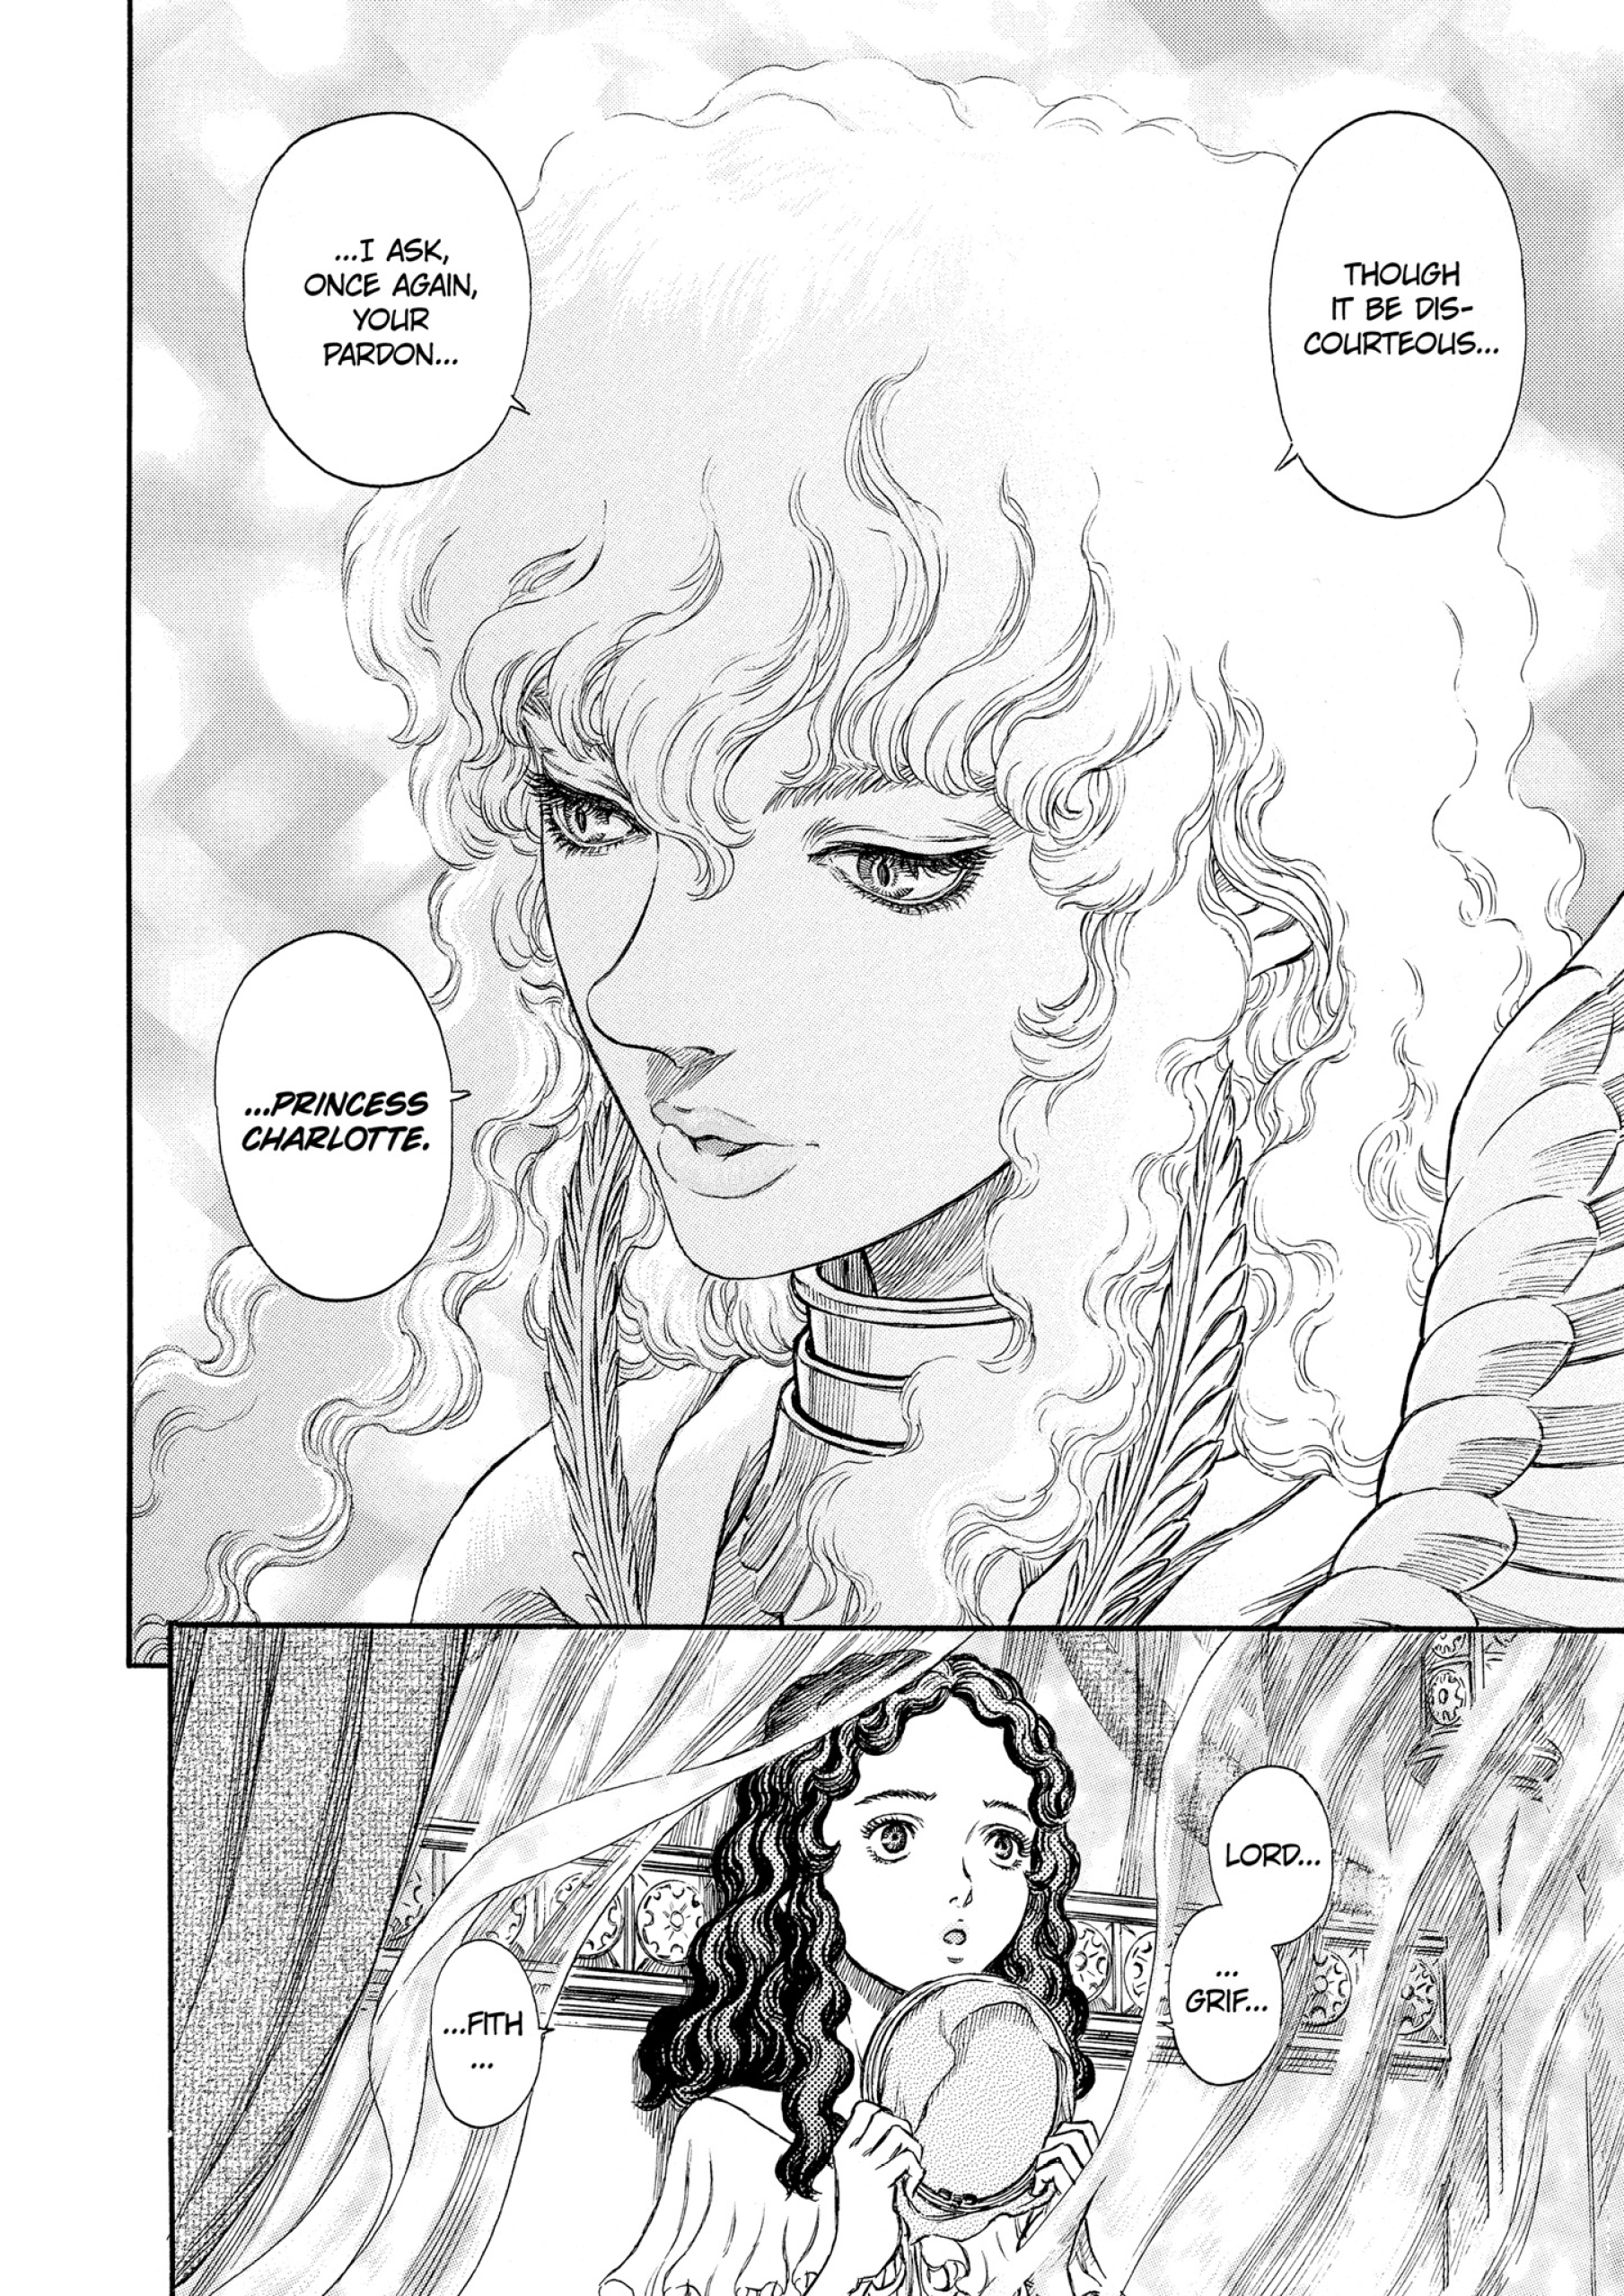 THOUGH
IT BE DIS-
COURTEOUS...
...I ASK,
ONCE AGAIN,
YOUR
PARDON...
...PRINCESS
CHARLOTTE.
LORD...
...
GRIF...
...FITH
...